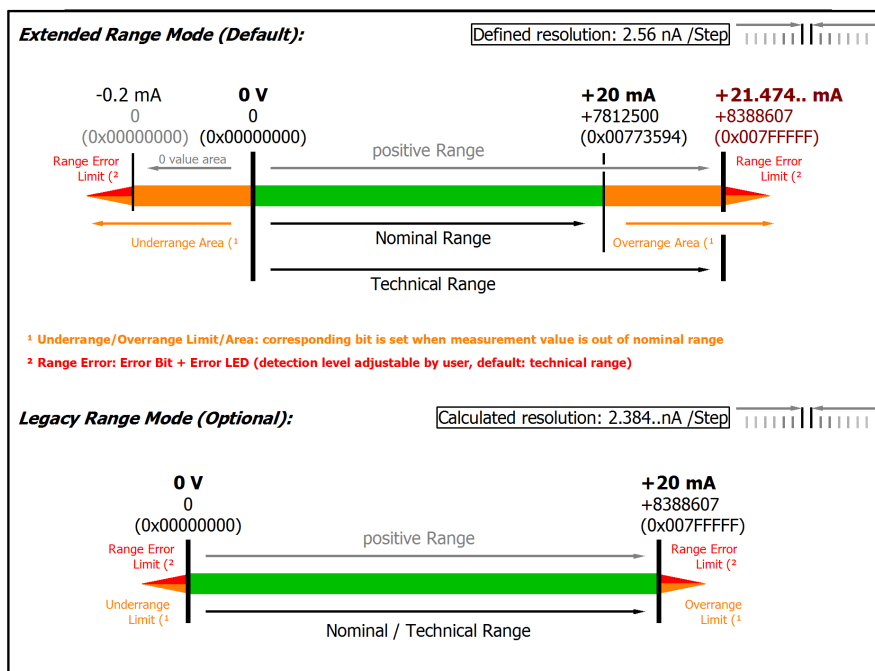 Extended Range Mode (Default):
Defined resolution: 2.56 nA /Step
-0.2 mA
0
(0x00000000)
0 V
0
(0x00000000)
+20 mA
+7812500
(0x00773594)
+21.474.. mA
+8388607
(0x007FFFFF)
Range Error
Limit (²
0 value area
positive Range
Range Error
Limit (²
Underrange Area (¹
Nominal Range
Overrange Area (¹
Technical Range
¹ Underrange/Overrange Limit/Area: corresponding bit is set when measurement value is out of nominal range
² Range Error: Error Bit + Error LED (detection level adjustable by user, default: technical range)
Legacy Range Mode (Optional):
Calculated resolution: 2.384..nA /Step
0 V
0
(0x00000000)
+20 mA
+8388607
(0x007FFFFF)
Range Error
Limit (²
positive Range
Range Error
Limit (²
Underrange
Limit (¹
Nominal / Technical Range
Overrange
Limit (¹